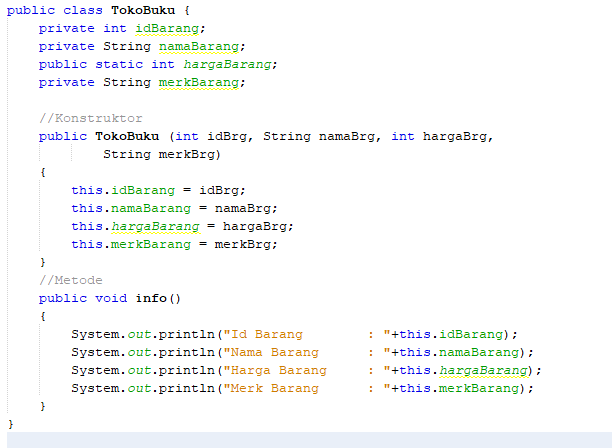 public class TokoBuku {
    private int idBarang;
    private String namaBarang;
    public static int hargaBarang;
    private String merkBarang;

    //Konstruktor
    public TokoBuku (int idBrg, String namaBrg, int hargaBrg,
            String merkBrg)
    {
        this.idBarang = idBrg;
        this.namaBarang = namaBrg;
        this.hargaBarang = hargaBrg;
        this.merkBarang = merkBrg;
    }
    //Metode
    public void info()
    {
        System.out.println("Id Barang        : "+this.idBarang);
        System.out.println("Nama Barang      : "+this.namaBarang);
        System.out.println("Harga Barang     : "+this.hargaBarang);
        System.out.println("Merk Barang      : "+this.merkBarang);
    }
}